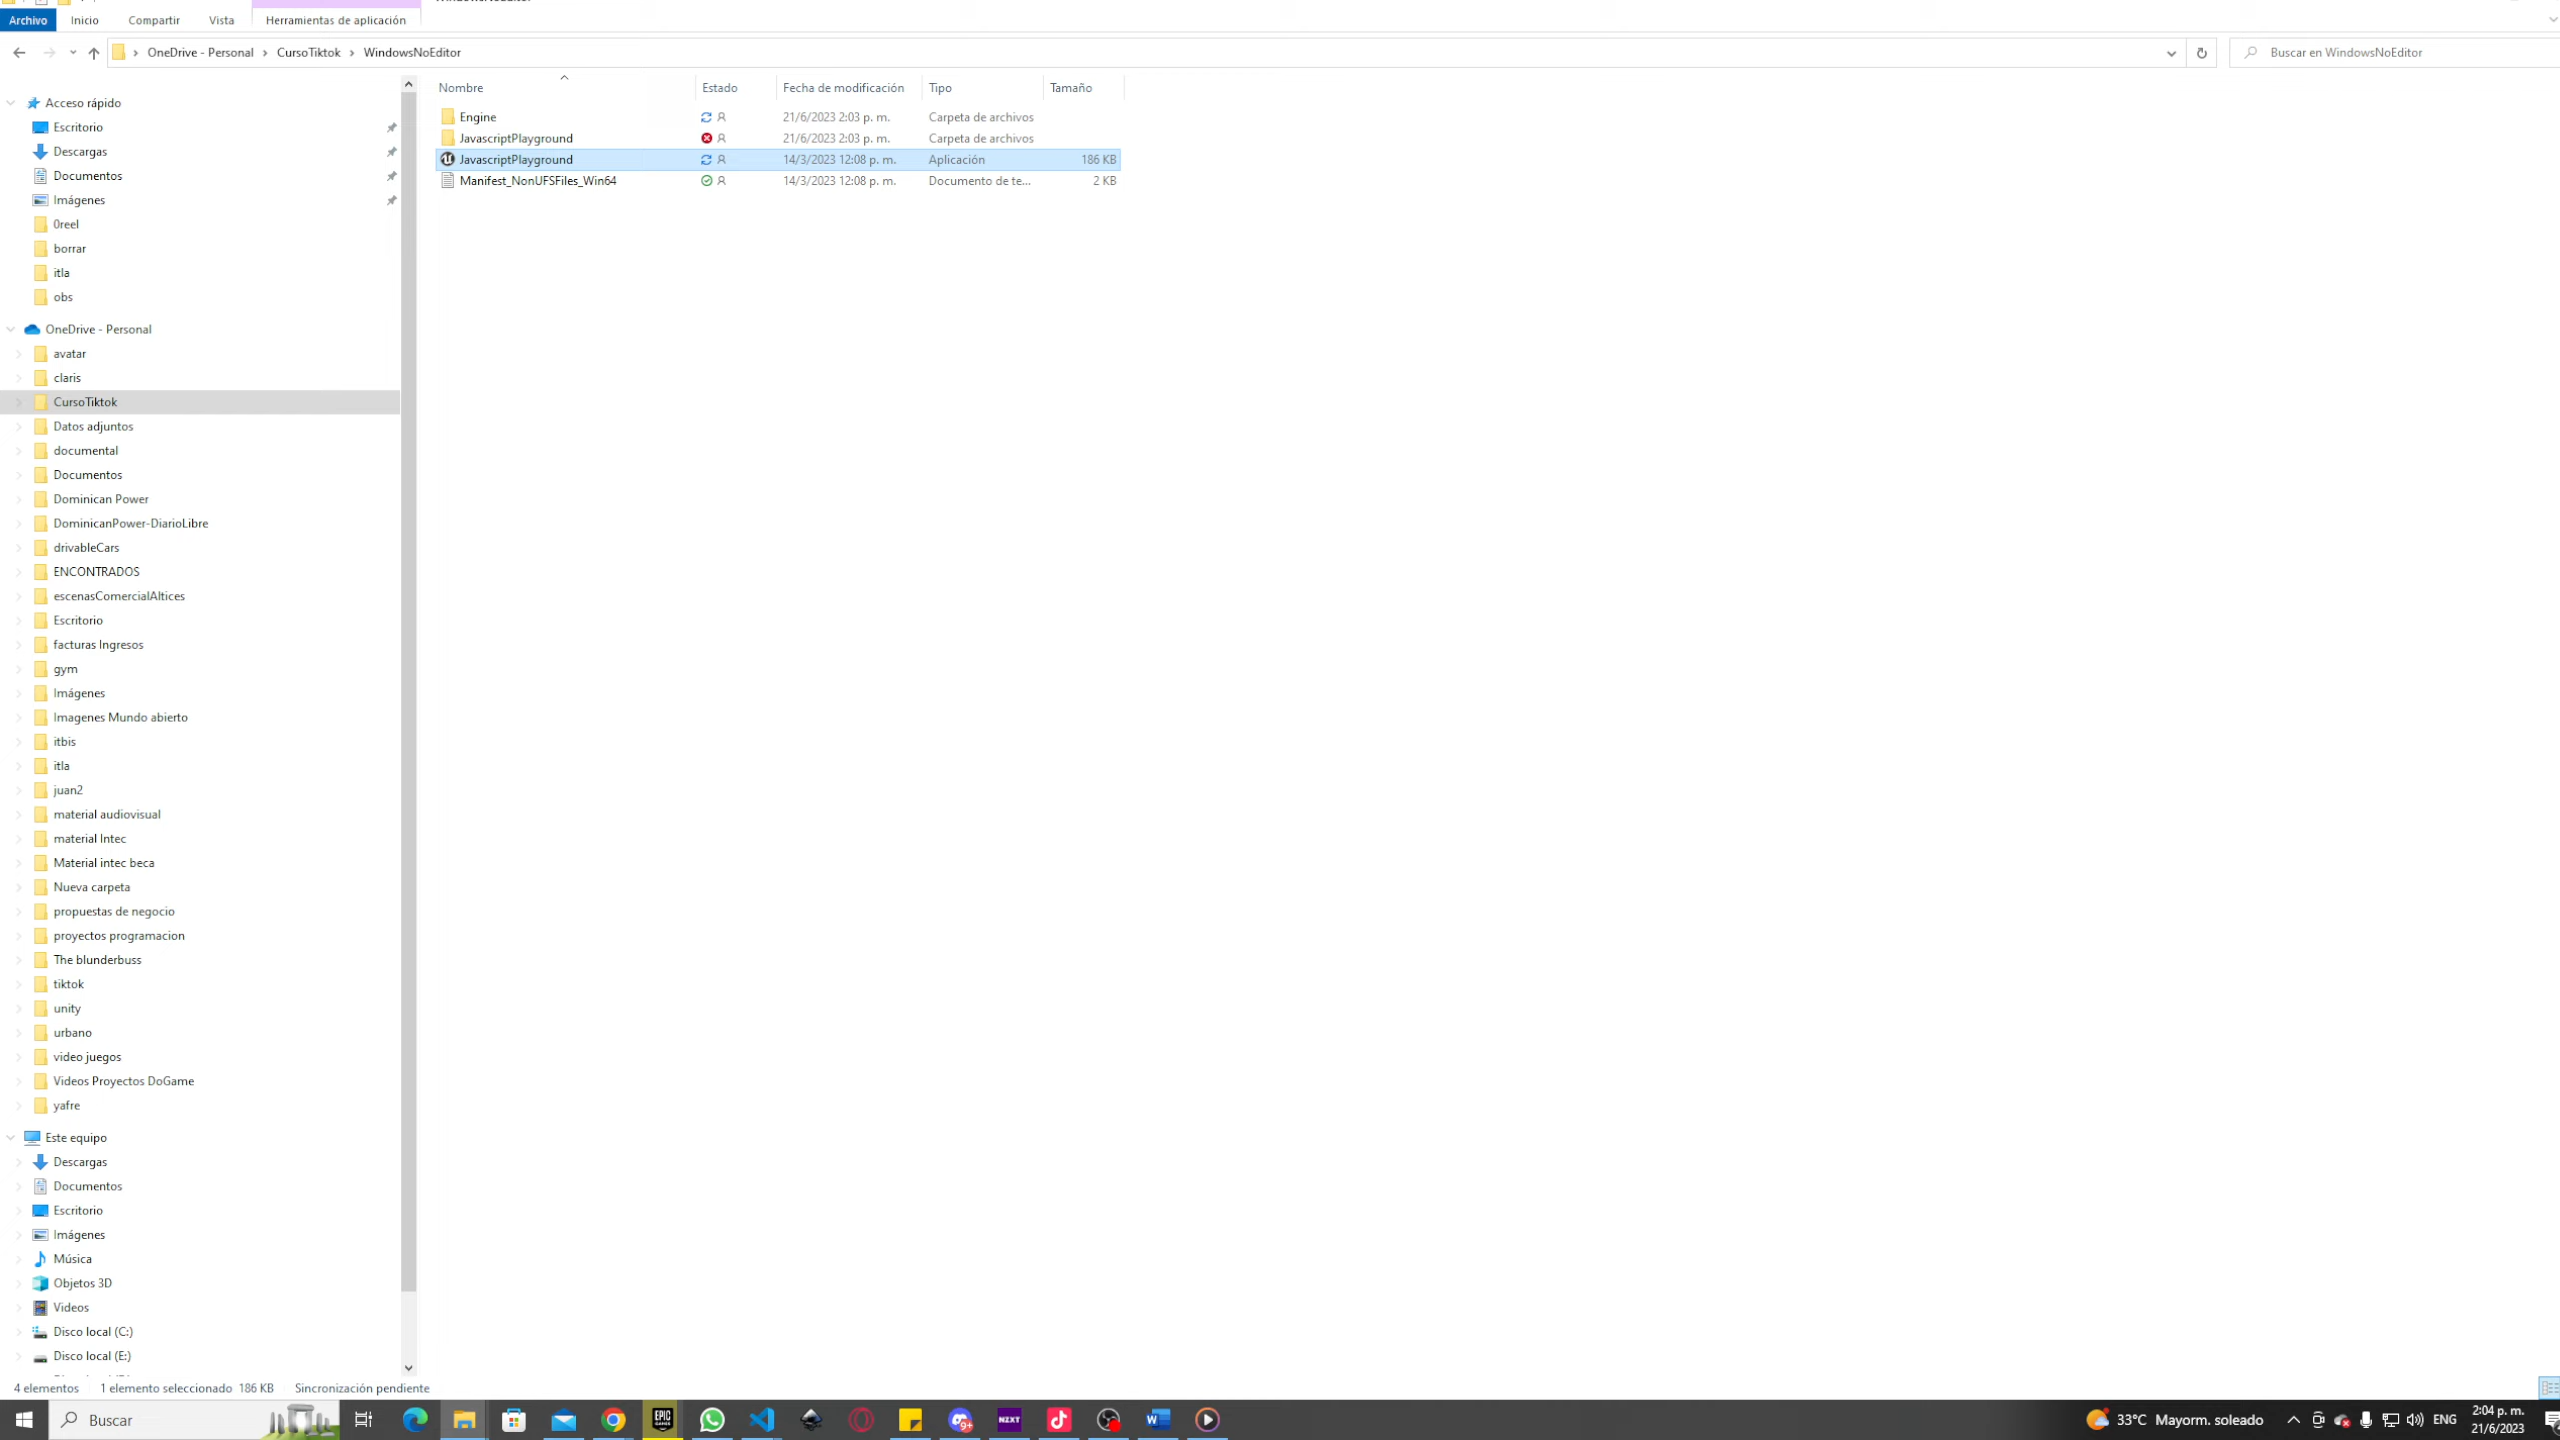 Archivo Inicio Compartir Vista Herramientas de aplicación
OneDrive - Personal › CursoTiktok › WindowsNoEditor
Buscar en WindowsNoEditor
Nombre Estado Fecha de modificación Tipo Tamaño
Engine 21/6/2023 2:03 p. m. Carpeta de archivos
JavascriptPlayground 21/6/2023 2:03 p. m. Carpeta de archivos
JavascriptPlayground 14/3/2023 12:08 p. m. Aplicación 186 KB
Manifest_NonUFSFiles_Win64 14/3/2023 12:08 p. m. Documento de te... 2 KB
Acceso rápido
Escritorio
Descargas
Documentos
Imágenes
0reel
borrar
itla
obs
OneDrive - Personal
avatar
claris
CursoTiktok
Datos adjuntos
documental
Documentos
Dominican Power
DominicanPower-DiarioLibre
drivableCars
ENCONTRADOS
escenasComercialAltices
Escritorio
facturas Ingresos
gym
Imágenes
Imagenes Mundo abierto
itbis
itla
juan2
material audiovisual
material Intec
Material intec beca
Nueva carpeta
propuestas de negocio
proyectos programacion
The blunderbuss
tiktok
unity
urbano
video juegos
Videos Proyectos DoGame
yafre
Este equipo
Descargas
Documentos
Escritorio
Imágenes
Música
Objetos 3D
Videos
Disco local (C:)
Disco local (E:)
4 elementos 1 elemento seleccionado 186 KB Sincronización pendiente
Buscar
EPIC GAMES
9+
NZXT
33°C Mayorm. soleado
ENG
2:04 p. m.
21/6/2023